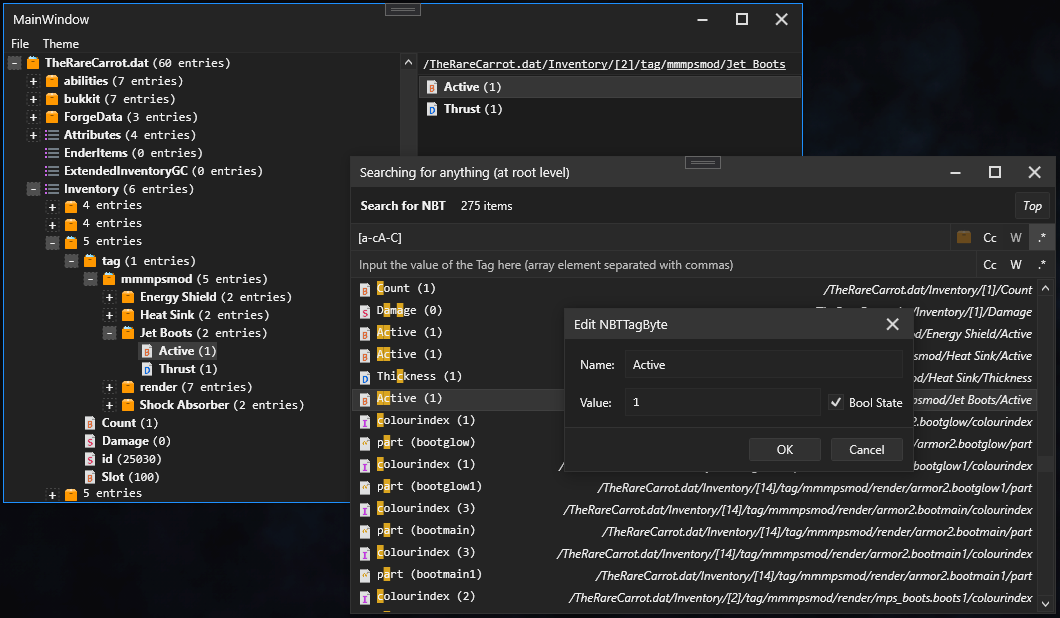 MainWindow
File Theme
TheRareCarrot.dat (60 entries)
abilities (7 entries)
bukkit (7 entries)
ForgeData (3 entries)
Attributes (4 entries)
EnderItems (0 entries)
ExtendedInventoryGC (0 entries)
Inventory (6 entries)
4 entries
4 entries
5 entries
tag (1 entries)
mmmpsmod (5 entries)
Energy Shield (2 entries)
Heat Sink (2 entries)
Jet Boots (2 entries)
Active (1)
Thrust (1)
render (7 entries)
Shock Absorber (2 entries)
Count (1)
Damage (0)
id (25030)
Slot (100)
5 entries
/TheRareCarrot.dat/Inventory/[2]/tag/mmmpsmod/Jet Boots
Active (1)
Thrust (1)
Searching for anything (at root level)
Search for NBT 275 items Top
[a-cA-C] Cc W .*
Input the value of the Tag here (array element separated with commas) Cc W .*
Count (1) /TheRareCarrot.dat/Inventory/[1]/Count
Damage (0) /Inventory/[1]/Damage
Active (1) /Energy Shield/Active
Active (1) /Heat Sink/Active
Thickness (1) /Heat Sink/Thickness
Active (1) /Jet Boots/Active
colourindex (1) /armor2.bootglow/colourindex
part (bootglow) /armor2.bootglow/part
colourindex (1) /colourindex
part (bootglow1) /TheRareCarrot.dat/Inventory/[14]/tag/mmmpsmod/render/armor2.bootglow1/part
colourindex (3) /TheRareCarrot.dat/Inventory/[14]/tag/mmmpsmod/render/armor2.bootmain/colourindex
part (bootmain) /TheRareCarrot.dat/Inventory/[14]/tag/mmmpsmod/render/armor2.bootmain/part
colourindex (3) /TheRareCarrot.dat/Inventory/[14]/tag/mmmpsmod/render/armor2.bootmain1/colourindex
part (bootmain1) /TheRareCarrot.dat/Inventory/[14]/tag/mmmpsmod/render/armor2.bootmain1/part
colourindex (2) /TheRareCarrot.dat/Inventory/[2]/tag/mmmpsmod/render/mps_boots.boots1/colourindex
Edit NBTTagByte
Name: Active
Value: 1 Bool State
OK Cancel